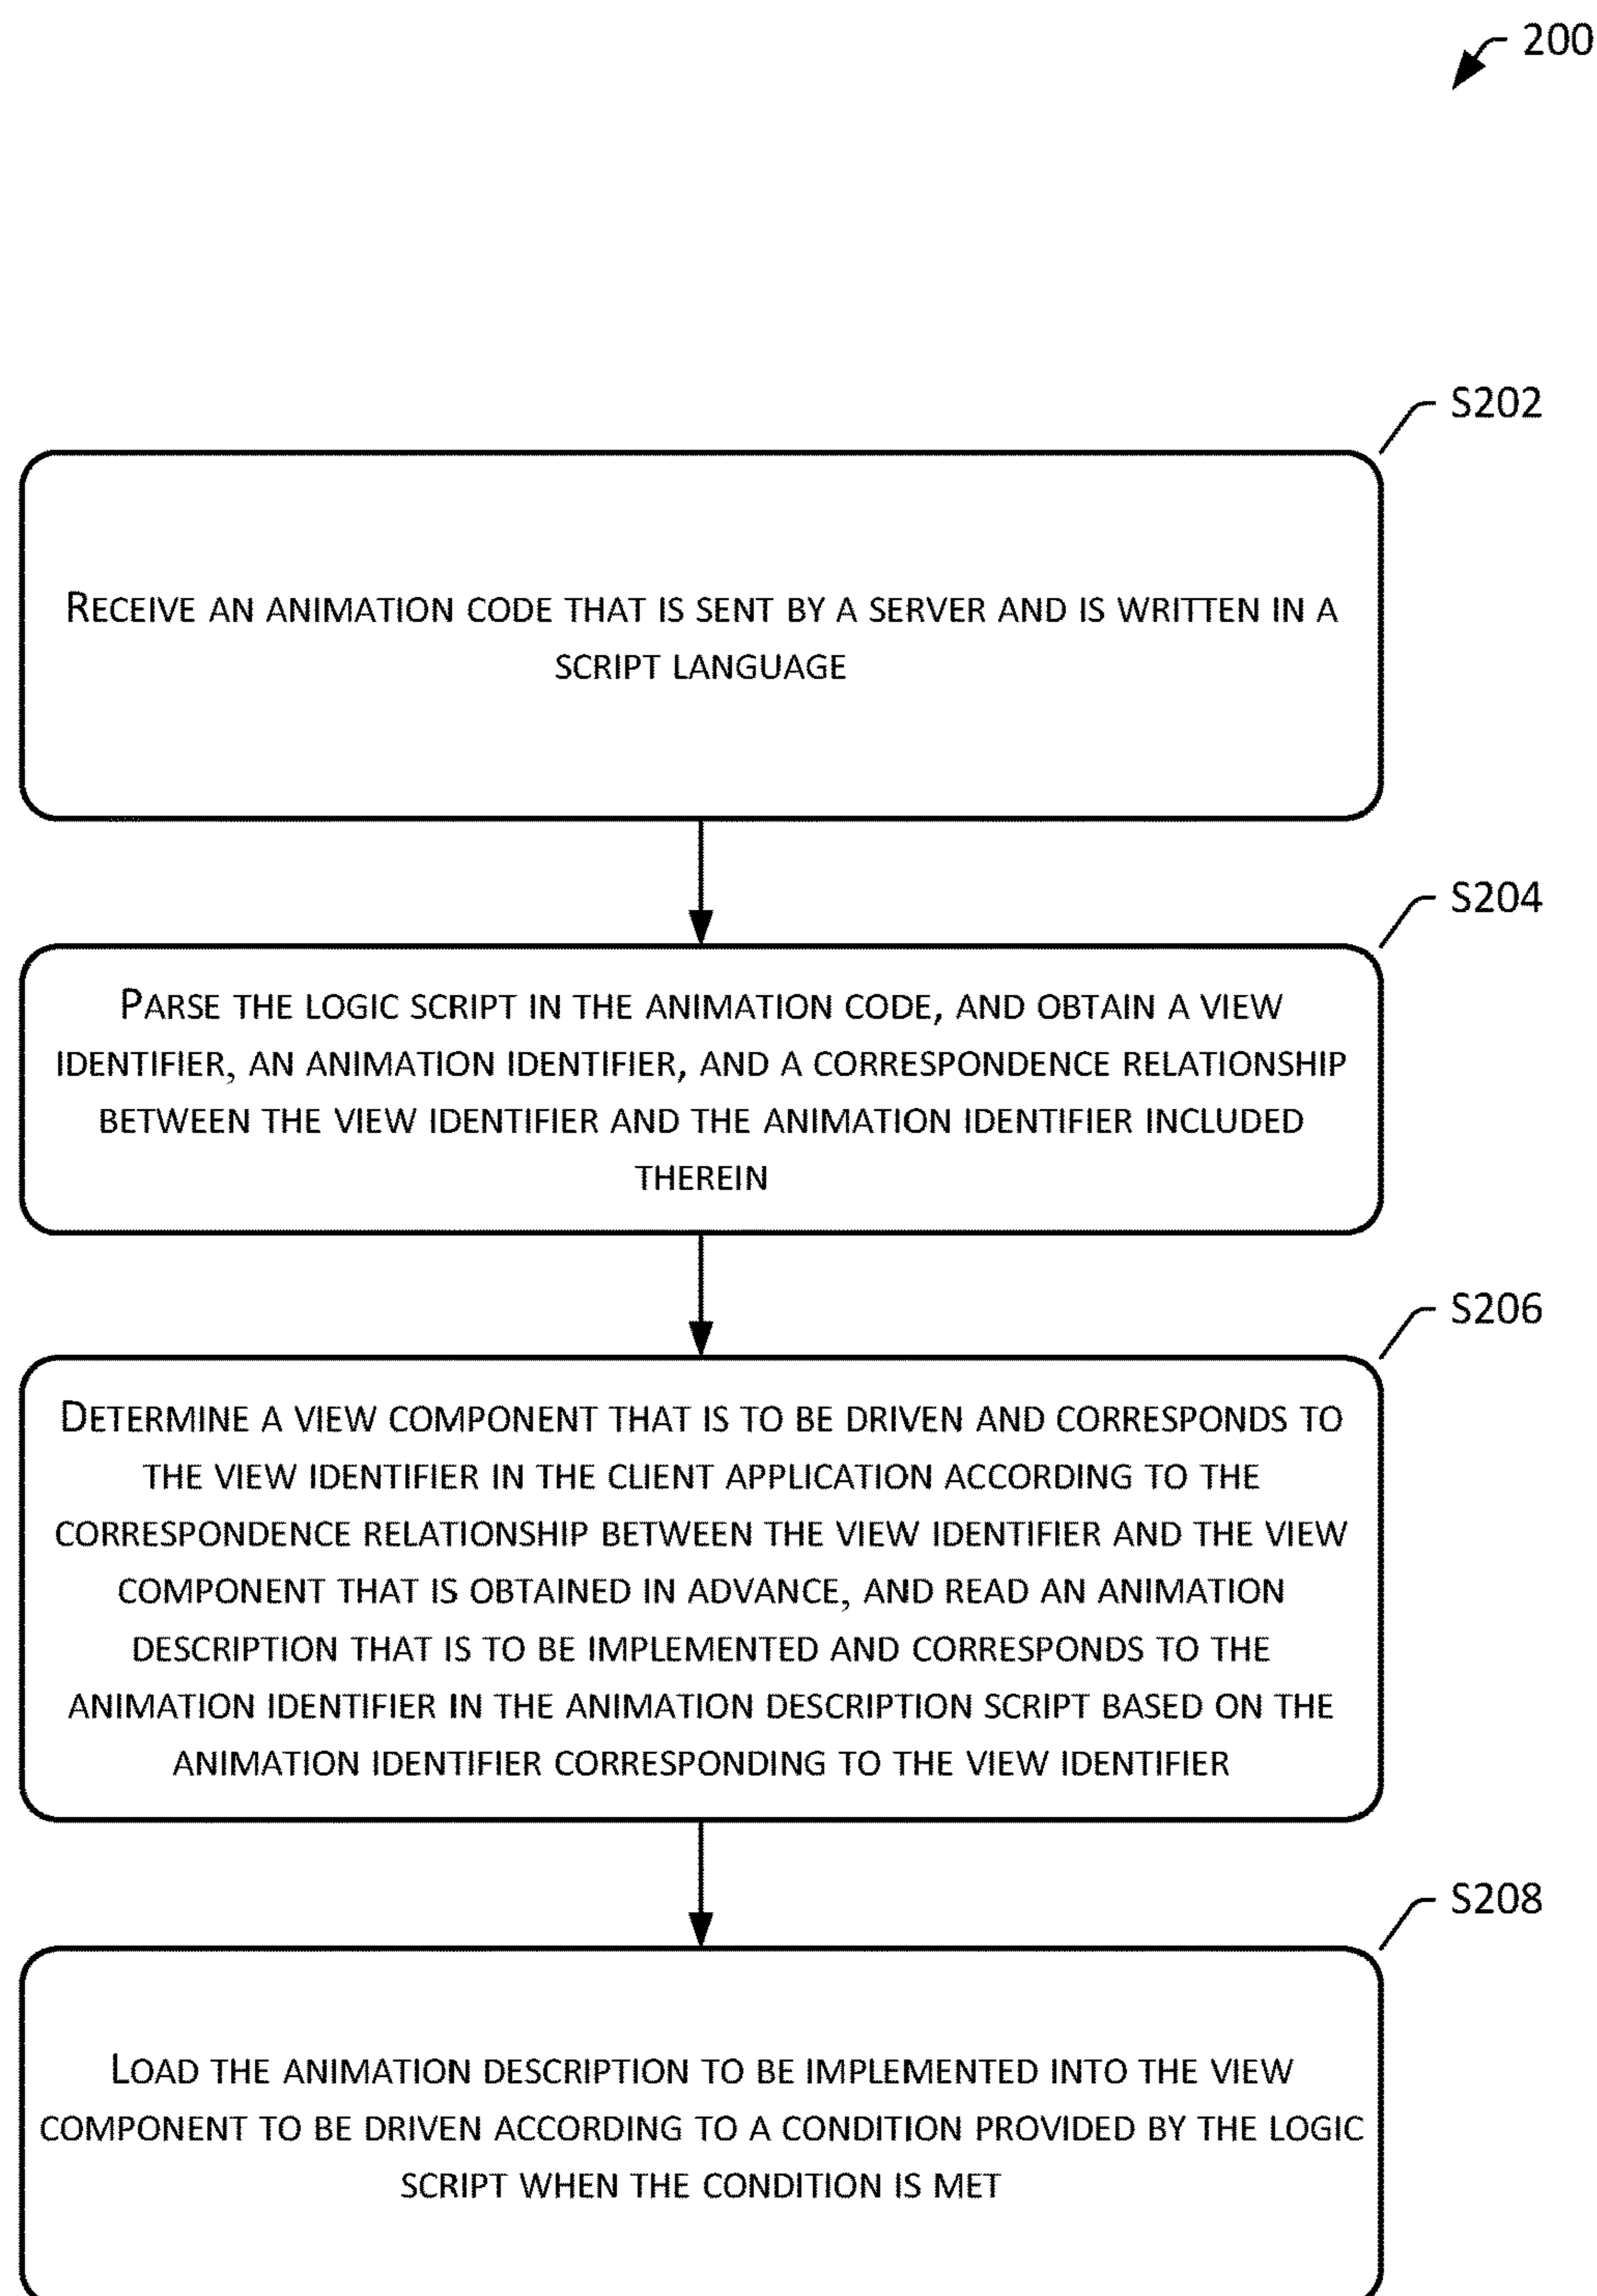 200
S202
RECEIVE AN ANIMATION CODE THAT IS SENT BY A SERVER AND IS WRITTEN IN A
SCRIPT LANGUAGE
S204
PARSE THE LOGIC SCRIPT IN THE ANIMATION CODE, AND OBTAIN A VIEW
IDENTIFIER, AN ANIMATION IDENTIFIER, AND A CORRESPONDENCE RELATIONSHIP
BETWEEN THE VIEW IDENTIFIER AND THE ANIMATION IDENTIFIER INCLUDED
THEREIN
S206
DETERMINE A VIEW COMPONENT THAT IS TO BE DRIVEN AND CORRESPONDS TO
THE VIEW IDENTIFIER IN THE CLIENT APPLICATION ACCORDING TO THE
CORRESPONDENCE RELATIONSHIP BETWEEN THE VIEW IDENTIFIER AND THE VIEW
COMPONENT THAT IS OBTAINED IN ADVANCE, AND READ AN ANIMATION
DESCRIPTION THAT IS TO BE IMPLEMENTED AND CORRESPONDS TO THE
ANIMATION IDENTIFIER IN THE ANIMATION DESCRIPTION SCRIPT BASED ON THE
ANIMATION IDENTIFIER CORRESPONDING TO THE VIEW IDENTIFIER
S208
LOAD THE ANIMATION DESCRIPTION TO BE IMPLEMENTED INTO THE VIEW
COMPONENT TO BE DRIVEN ACCORDING TO A CONDITION PROVIDED BY THE LOGIC
SCRIPT WHEN THE CONDITION IS MET